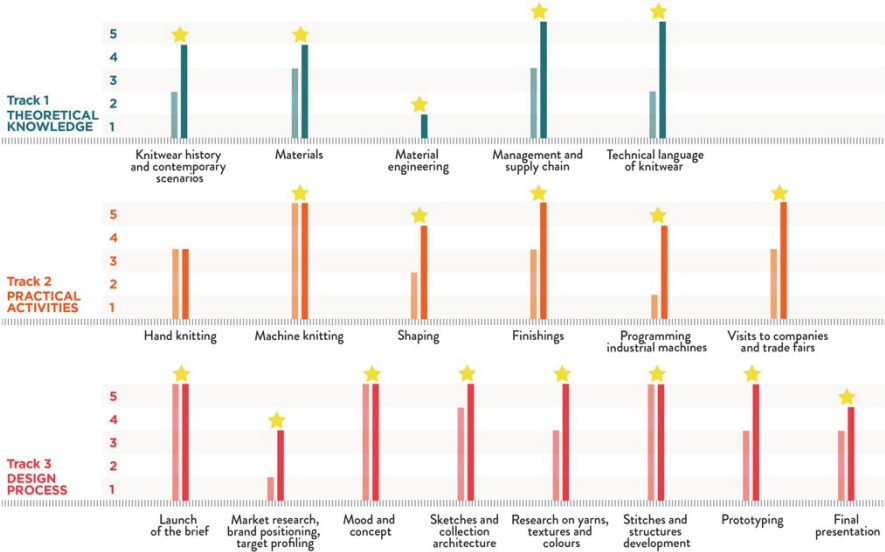 5
4
3
2
1
Track 1
THEORETICAL
KNOWLEDGE
Knitwear history
and contemporary
scenarios
Materials
Material
engineering
Management and
supply chain
Technical language
of knitwear
5
4
3
2
1
Track 2
PRACTICAL
ACTIVITIES
Hand knitting
Machine knitting
Shaping
Finishings
Programming
industrial machines
Visits to companies
and trade fairs
5
4
3
2
1
Track 3
DESIGN
PROCESS
Launch
of the brief
Market research,
brand positioning,
target profiling
Mood and
concept
Sketches and
collection
architecture
Research on yarns,
textures and
colours
Stitches and
structures
development
Prototyping
Final
presentation